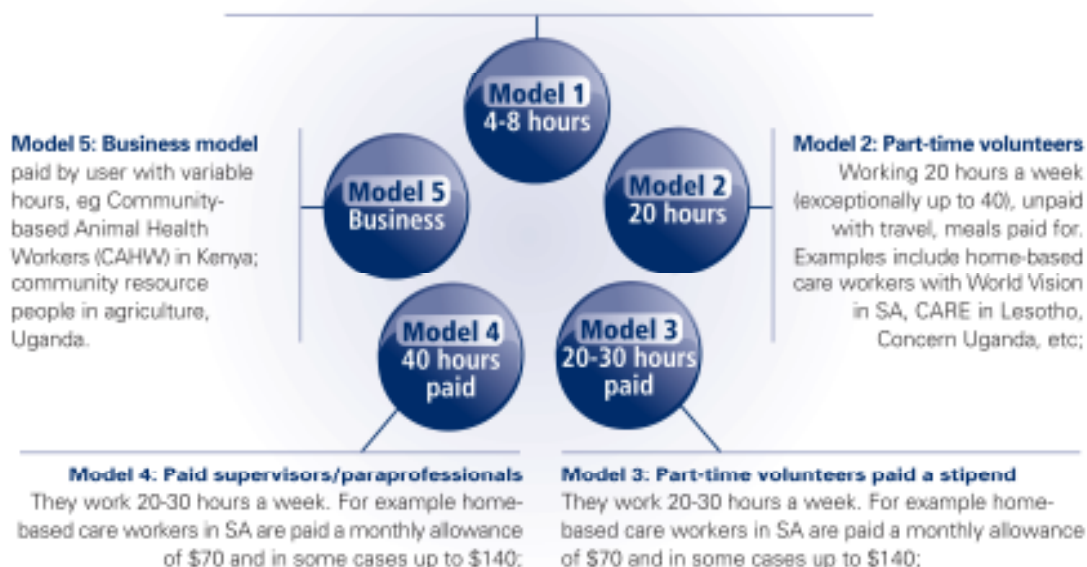 Model 1
4-8 hours
Model 5: Business model
paid by user with variable
hours, eg Community-
based Animal Health
Workers (CAHW) in Kenya;
community resource
people in agriculture,
Uganda.
Model 5
Business
Model 2
20 hours
Model 2: Part-time volunteers
Working 20 hours a week
(exceptionally up to 40), unpaid
with travel, meals paid for.
Examples include home-based
care workers with World Vision
in SA, CARE in Lesotho,
Concern Uganda, etc;
Model 4
40 hours
paid
Model 3
20-30 hours
paid
Model 4: Paid supervisors/paraprofessionals
They work 20-30 hours a week. For example home-
based care workers in SA are paid a monthly allowance
of $70 and in some cases up to $140;
Model 3: Part-time volunteers paid a stipend
They work 20-30 hours a week. For example home-
based care workers in SA are paid a monthly allowance
of $70 and in some cases up to $140;